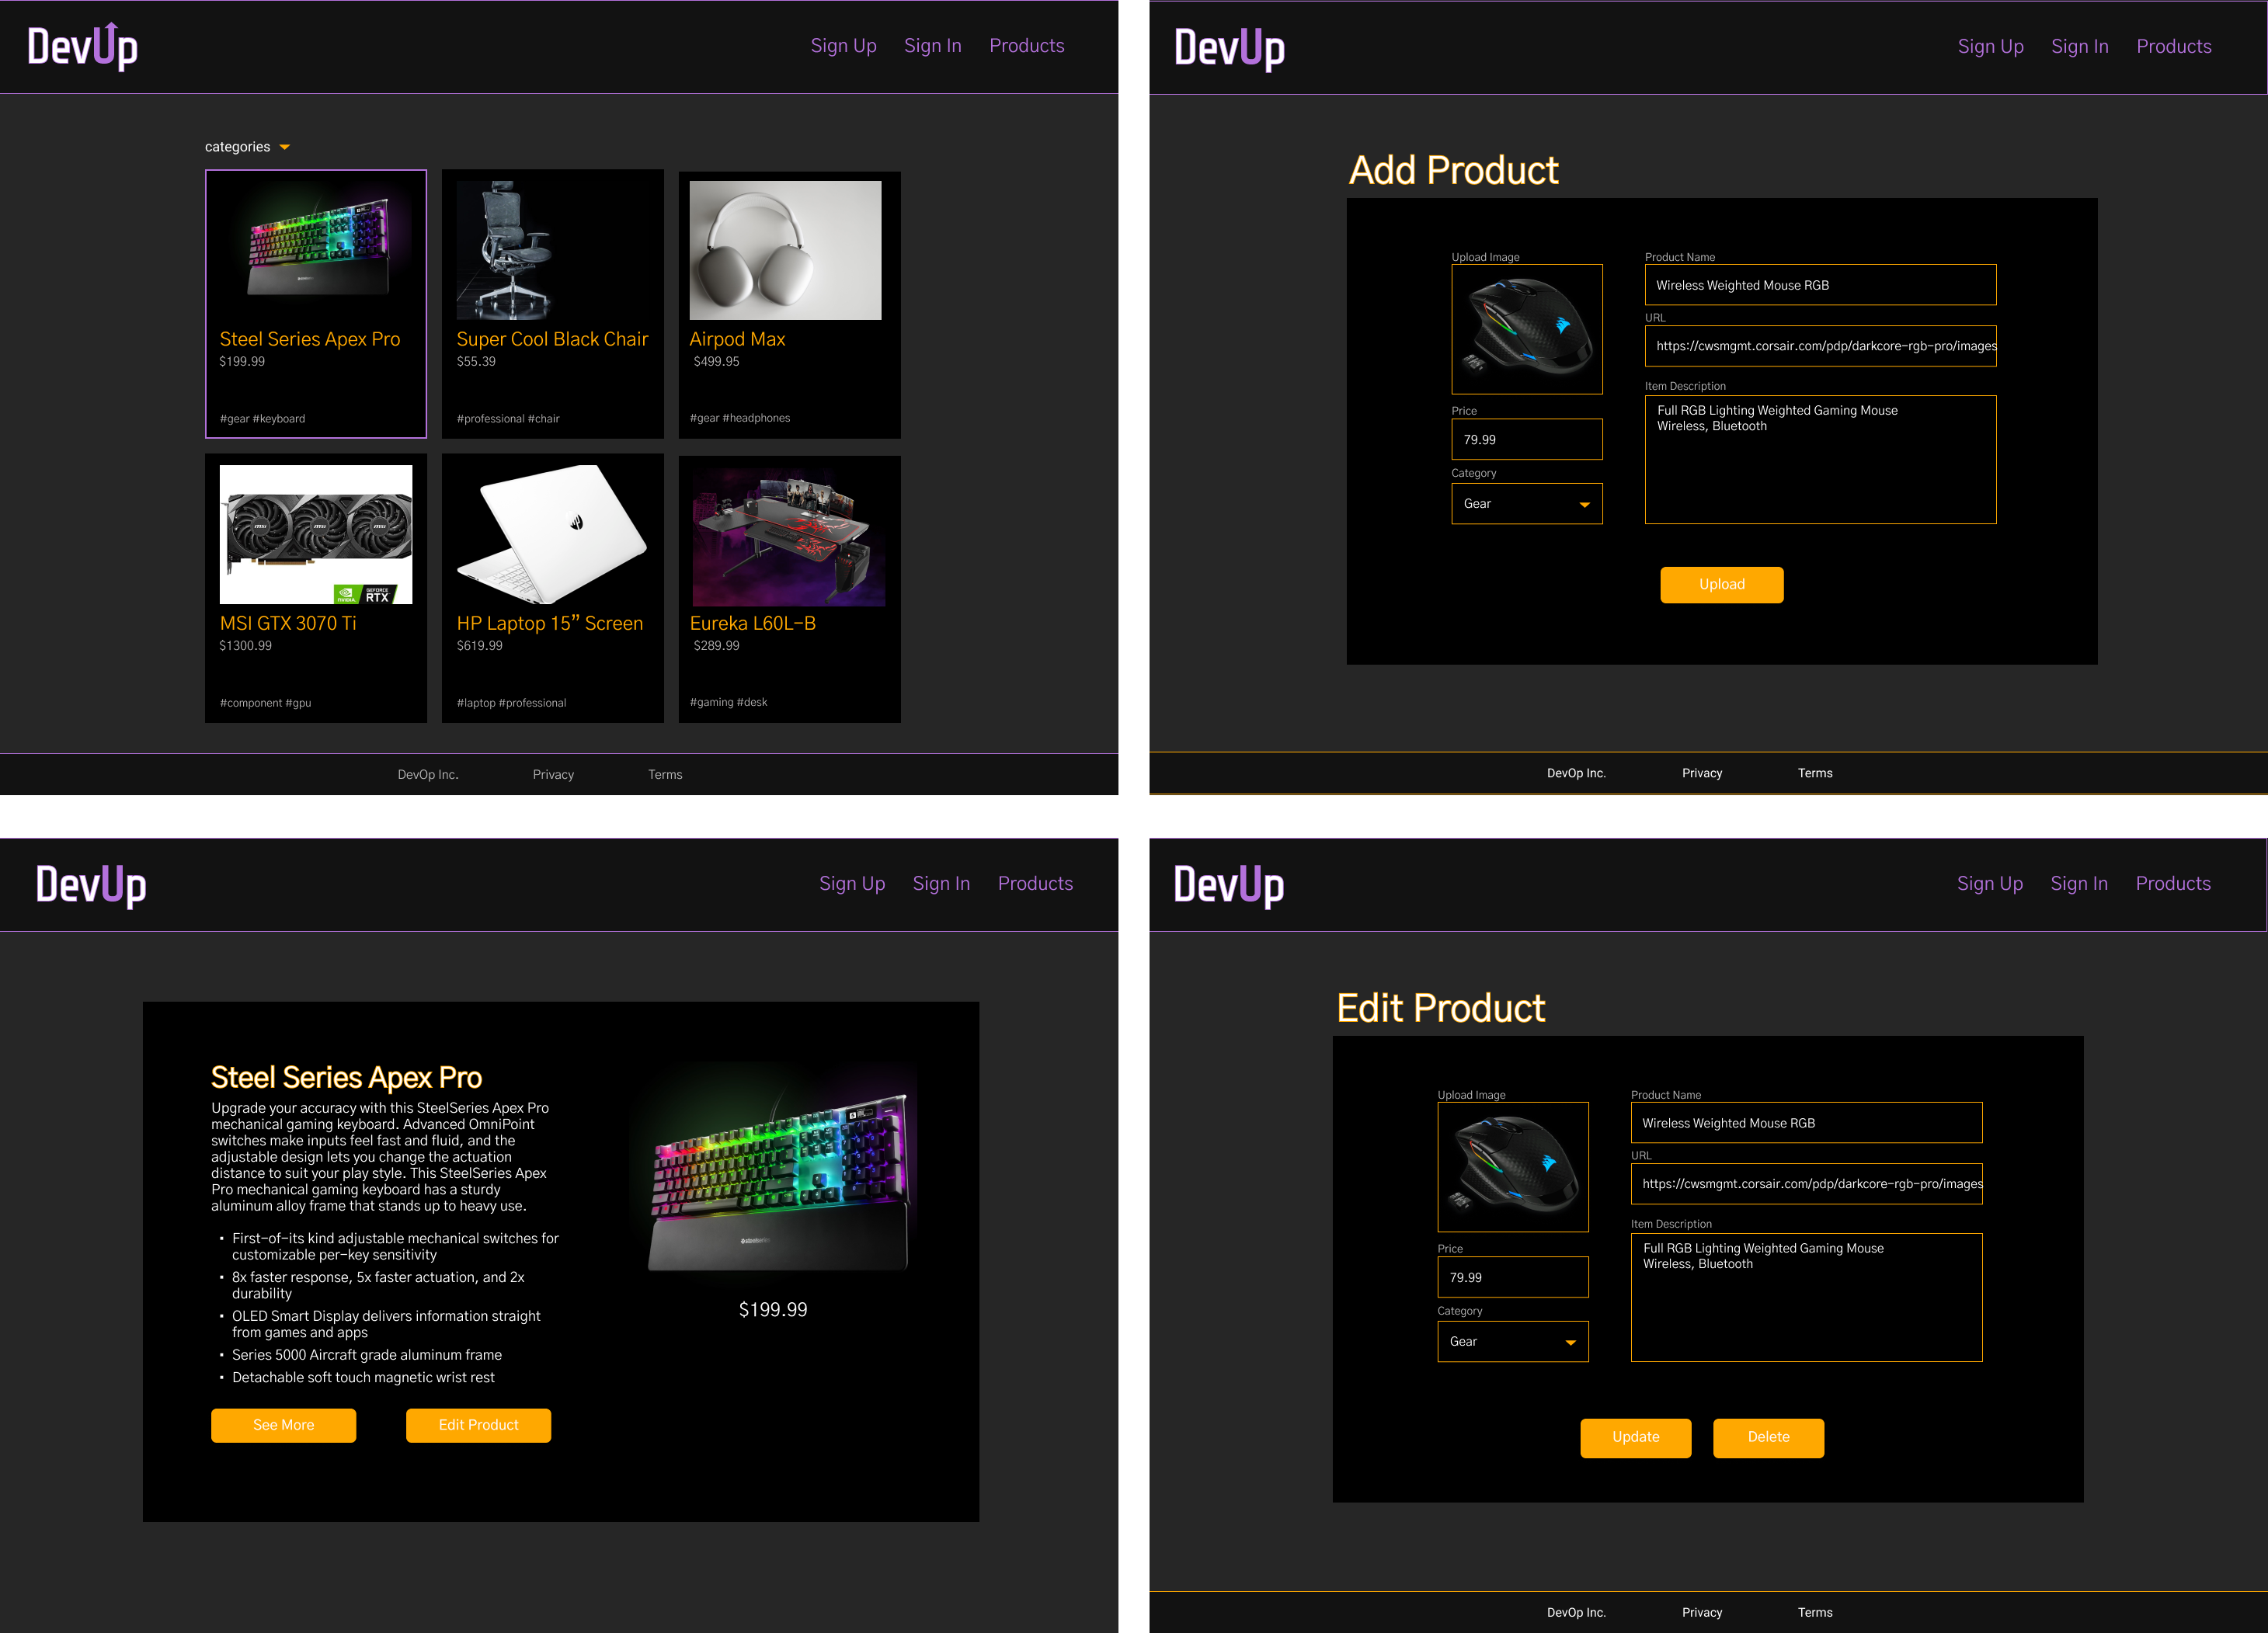 DevUp
Sign Up Sign In Products
categories
Steel Series Apex Pro
$199.99
#gear #keyboard
Super Cool Black Chair
$55.39
#professional #chair
Airpod Max
$499.95
#gear #headphones
msi msi msi
NVIDIA GEFORCE RTX
MSI GTX 3070 Ti
$1300.99
#component #gpu
hp
HP Laptop 15” Screen
$619.99
#laptop #professional
Eureka L60L-B
$289.99
#gaming #desk
DevOp Inc. Privacy Terms
DevUp
Sign Up Sign In Products
Add Product
Upload Image
Price
79.99
Category
Gear
Product Name
Wireless Weighted Mouse RGB
URL
https://cwsmgmt.corsair.com/pdp/darkcore-rgb-pro/images
Item Description
Full RGB Lighting Weighted Gaming Mouse
Wireless, Bluetooth
Upload
DevOp Inc. Privacy Terms
DevUp
Sign Up Sign In Products
Steel Series Apex Pro
Upgrade your accuracy with this SteelSeries Apex Pro
mechanical gaming keyboard. Advanced OmniPoint
switches make inputs feel fast and fluid, and the
adjustable design lets you change the actuation
distance to suit your play style. This SteelSeries Apex
Pro mechanical gaming keyboard has a sturdy
aluminum alloy frame that stands up to heavy use.
• First-of-its kind adjustable mechanical switches for
customizable per-key sensitivity
• 8x faster response, 5x faster actuation, and 2x
durability
• OLED Smart Display delivers information straight
from games and apps
• Series 5000 Aircraft grade aluminum frame
• Detachable soft touch magnetic wrist rest
See More
Edit Product
steelseries
$199.99
DevUp
Sign Up Sign In Products
Edit Product
Upload Image
Price
79.99
Category
Gear
Product Name
Wireless Weighted Mouse RGB
URL
https://cwsmgmt.corsair.com/pdp/darkcore-rgb-pro/images
Item Description
Full RGB Lighting Weighted Gaming Mouse
Wireless, Bluetooth
Update
Delete
DevOp Inc. Privacy Terms